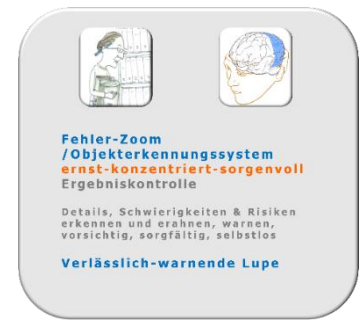 Fehler-Zoom
/Objekterkennungssystem
ernst-konzentriert-sorgenvoll
Ergebniskontrolle
Details, Schwierigkeiten & Risiken
erkennen und erahnen, warnen,
vorsichtig, sorgfältig, selbstlos
Verlässlich-warnende Lupe